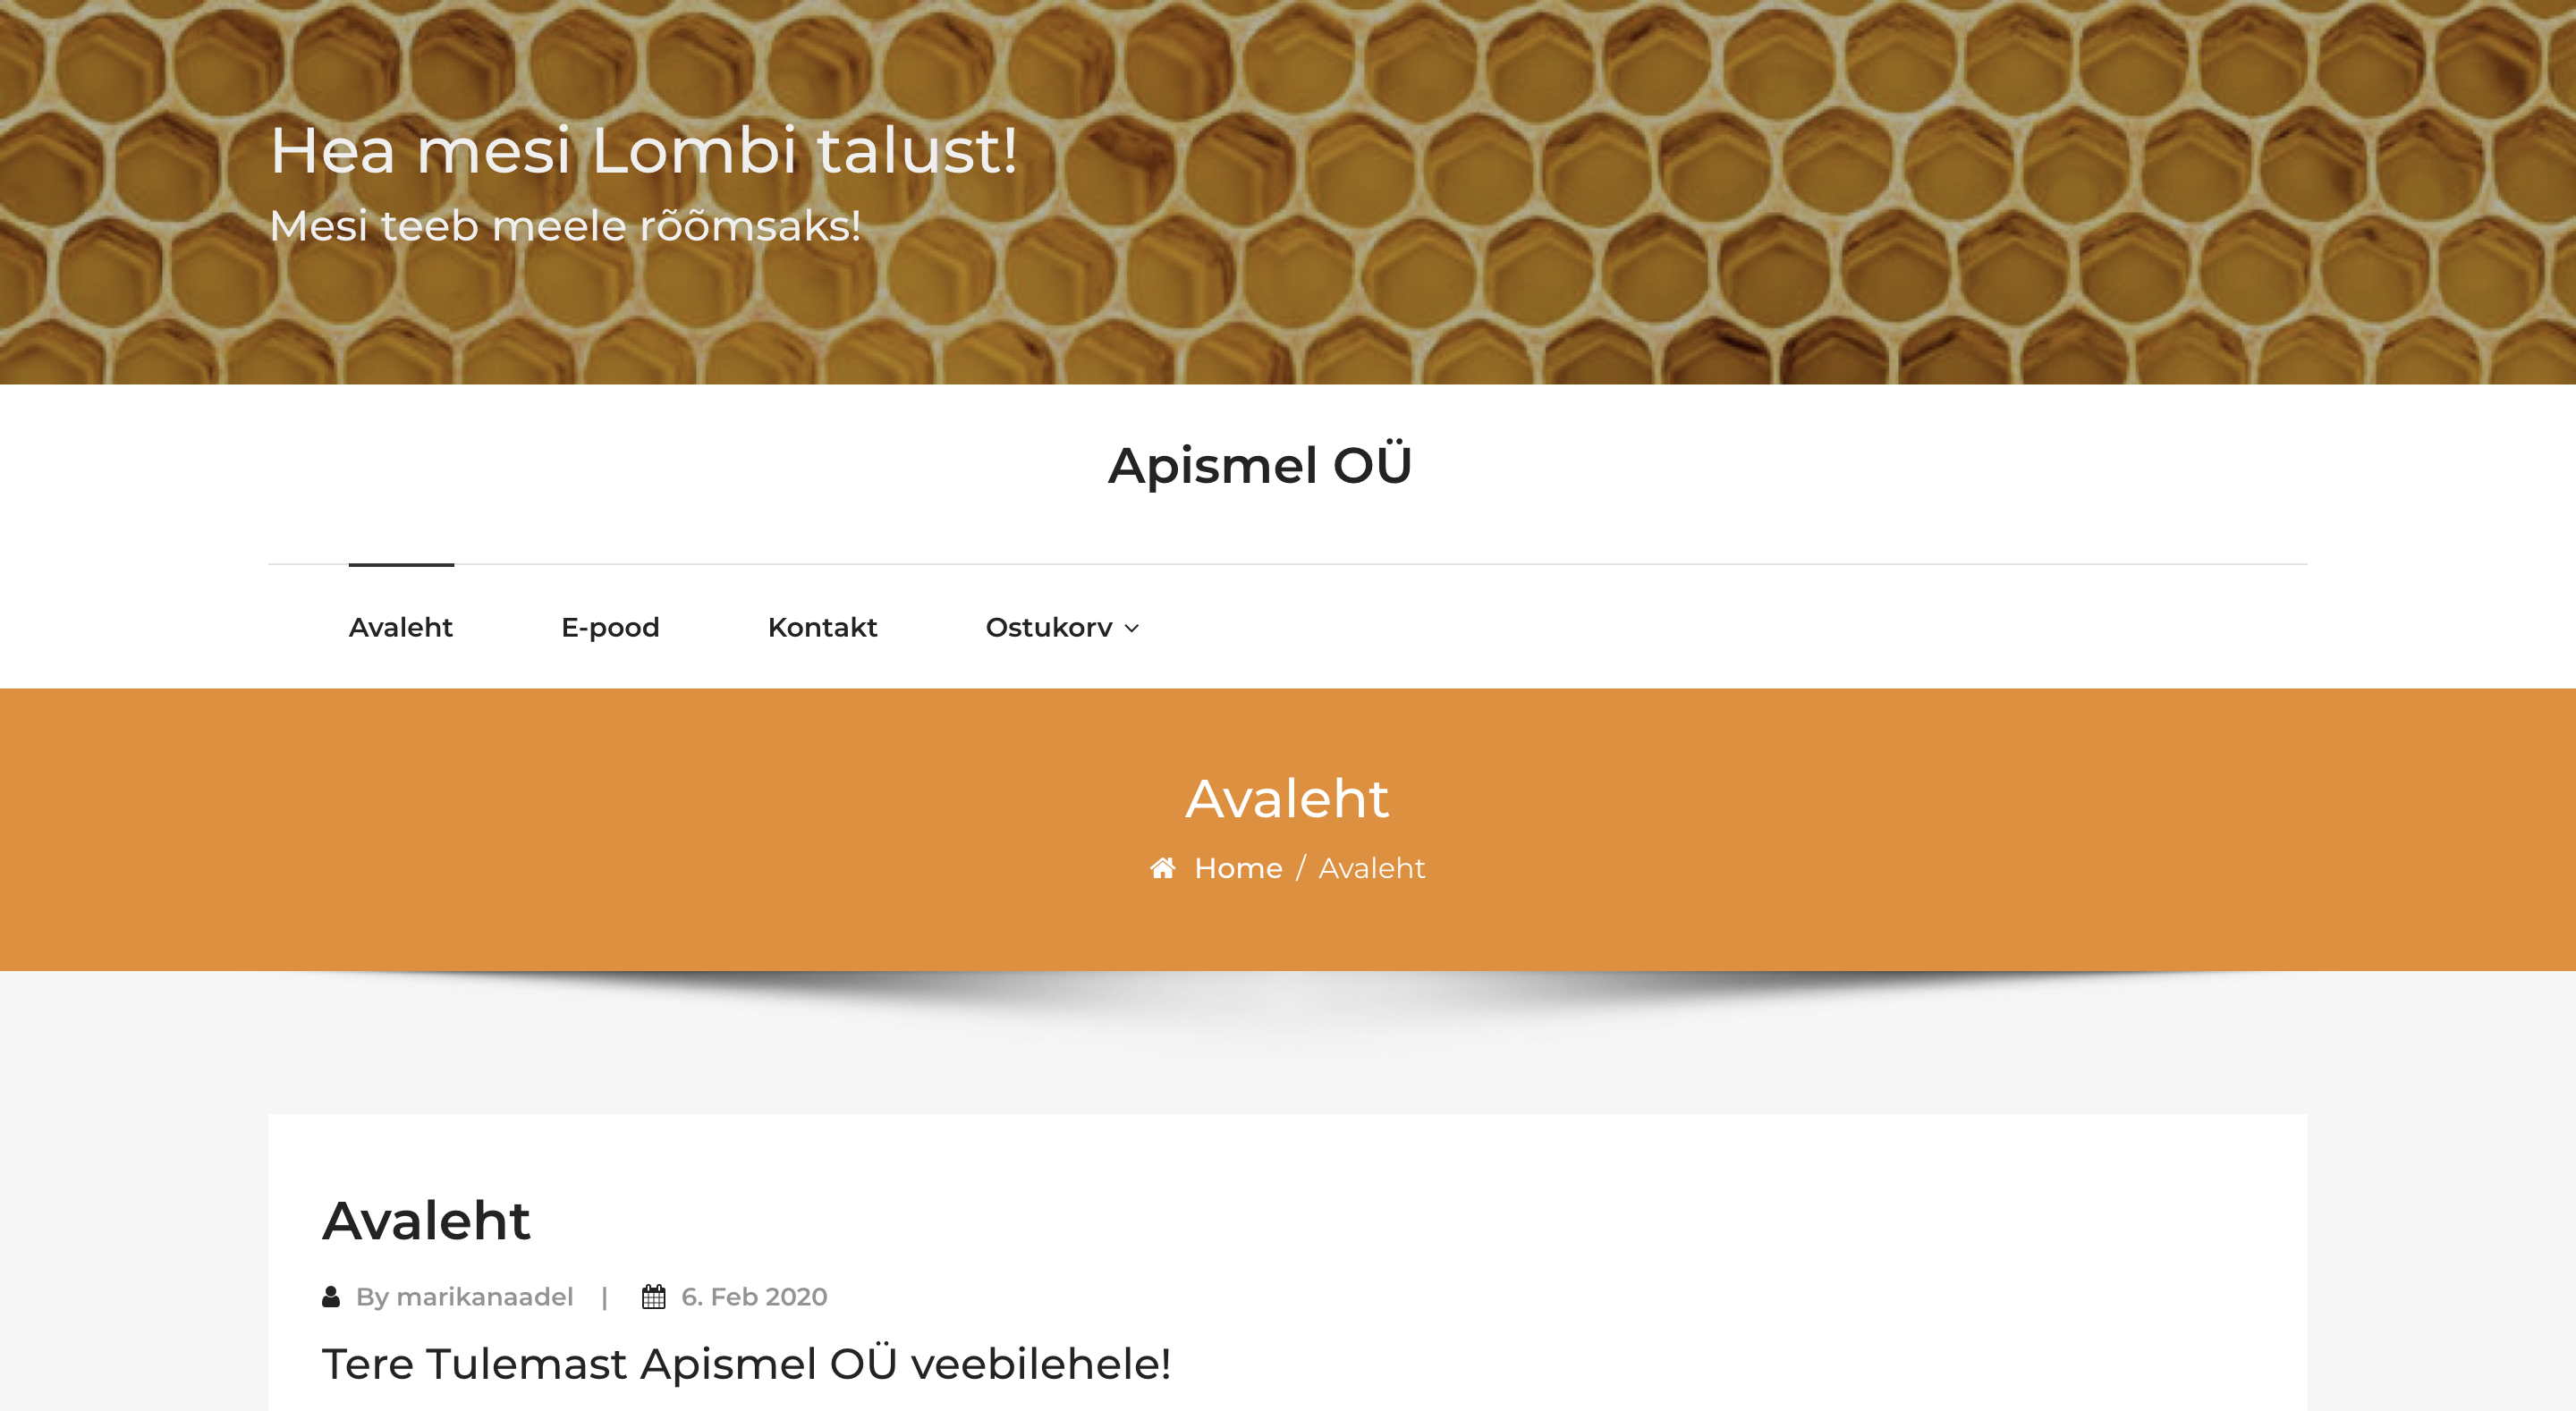 Hea mesi Lombi talust!
Mesi teeb meele rõõmsaks!
Apismel OÜ
Avaleht E-pood Kontakt Ostukorv
Avaleht
Home / Avaleht
Avaleht
By marikanaadel | 6. Feb 2020
Tere Tulemast Apismel OÜ veebilehele!